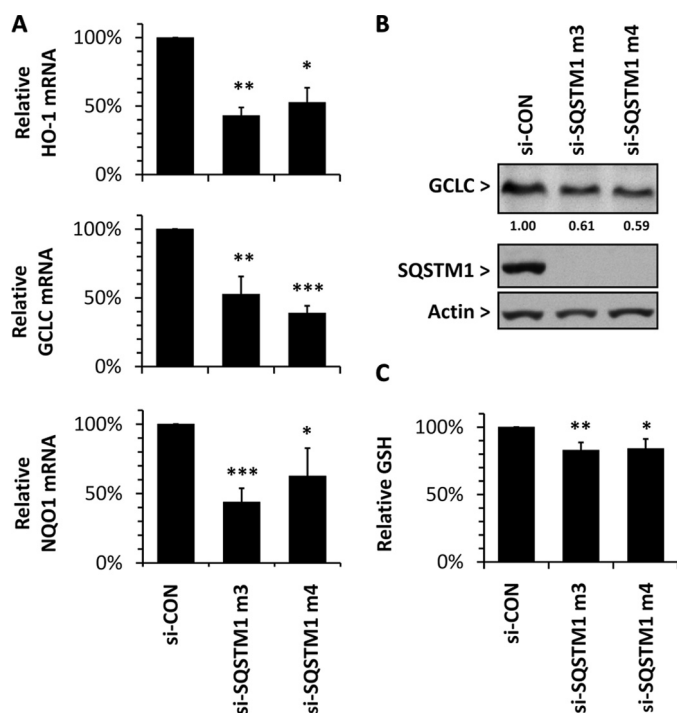 A
Relative
HO-1 mRNA
100%
50%
0%
**
*
Relative
GCLC mRNA
100%
50%
0%
**
***
Relative
NQO1 mRNA
100%
50%
0%
***
*
si-CON
si-SQSTM1 m3
si-SQSTM1 m4
B
si-CON
si-SQSTM1 m3
si-SQSTM1 m4
GCLC >
1.00 0.61 0.59
SQSTM1 >
Actin >
C
Relative GSH
100%
50%
0%
**
*
si-CON
si-SQSTM1 m3
si-SQSTM1 m4